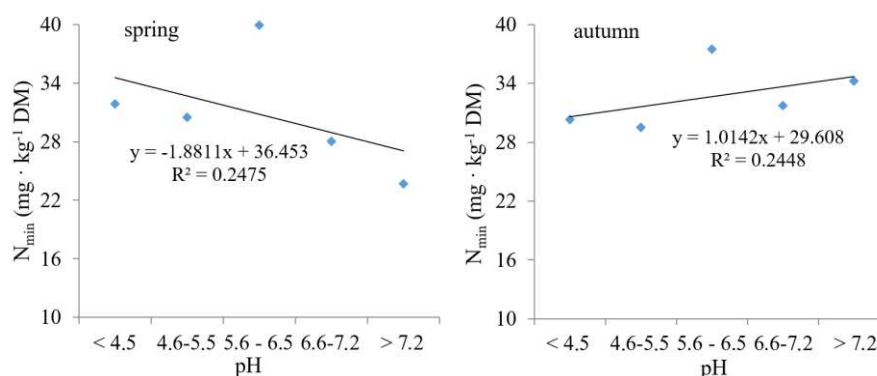 spring
N_min (mg · kg⁻¹ DM)
40
34
28
22
16
10
y = -1.8811x + 36.453
R² = 0.2475
< 4.5 4.6-5.5 5.6 - 6.5 6.6-7.2 > 7.2
pH
autumn
N_min (mg · kg⁻¹ DM)
40
34
28
22
16
10
y = 1.0142x + 29.608
R² = 0.2448
< 4.5 4.6-5.5 5.6 - 6.5 6.6-7.2 > 7.2
pH